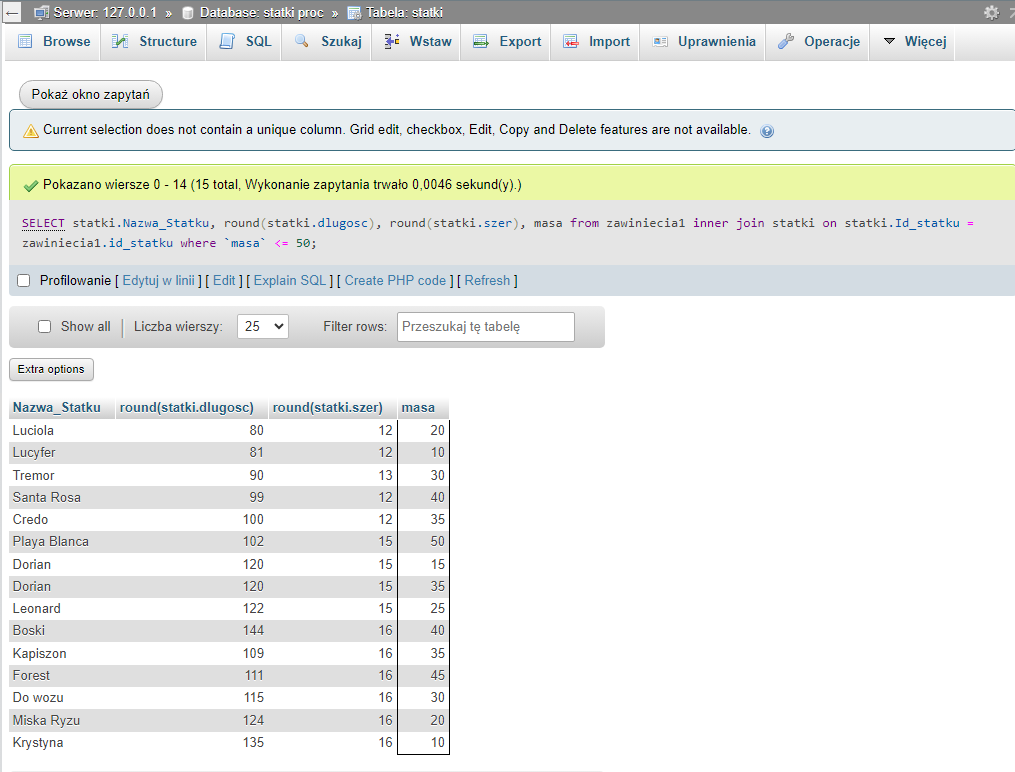 ← Serwer: 127.0.0.1 » Database: statki proc » Tabela: statki
Browse Structure SQL Szukaj Wstaw Export Import Uprawnienia Operacje Więcej
Pokaż okno zapytań
Current selection does not contain a unique column. Grid edit, checkbox, Edit, Copy and Delete features are not available.
Pokazano wiersze 0 - 14 (15 total, Wykonanie zapytania trwało 0,0046 sekund(y).)
SELECT statki.Nazwa_Statku, round(statki.dlugosc), round(statki.szer), masa from zawiniecia1 inner join statki on statki.Id_statku =
zawiniecia1.id_statku where `masa` <= 50;
Profilowanie [ Edytuj w linii ] [ Edit ] [ Explain SQL ] [ Create PHP code ] [ Refresh ]
Show all | Liczba wierszy: 25 Filter rows: Przeszukaj tę tabelę
Extra options
Nazwa_Statku round(statki.dlugosc) round(statki.szer) masa
Luciola 80 12 20
Lucyfer 81 12 10
Tremor 90 13 30
Santa Rosa 99 12 40
Credo 100 12 35
Playa Blanca 102 15 50
Dorian 120 15 15
Dorian 120 15 35
Leonard 122 15 25
Boski 144 16 40
Kapiszon 109 16 35
Forest 111 16 45
Do wozu 115 16 30
Miska Ryzu 124 16 20
Krystyna 135 16 10